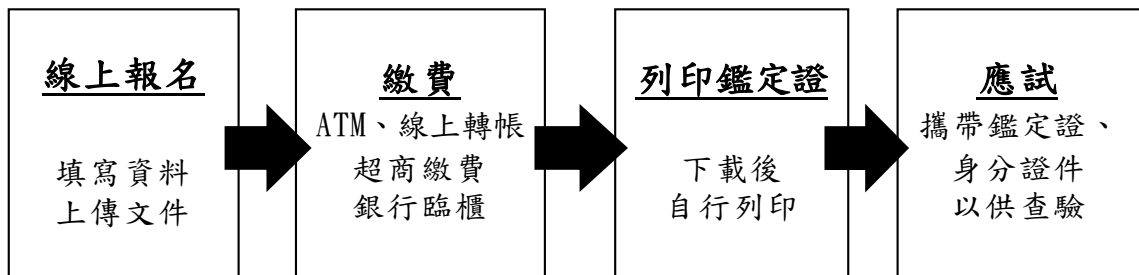 線上報名
填寫資料
上傳文件
繳費
ATM、線上轉帳
超商繳費
銀行臨櫃
列印鑑定證
下載後
自行列印
應試
攜帶鑑定證、
身分證件
以供查驗